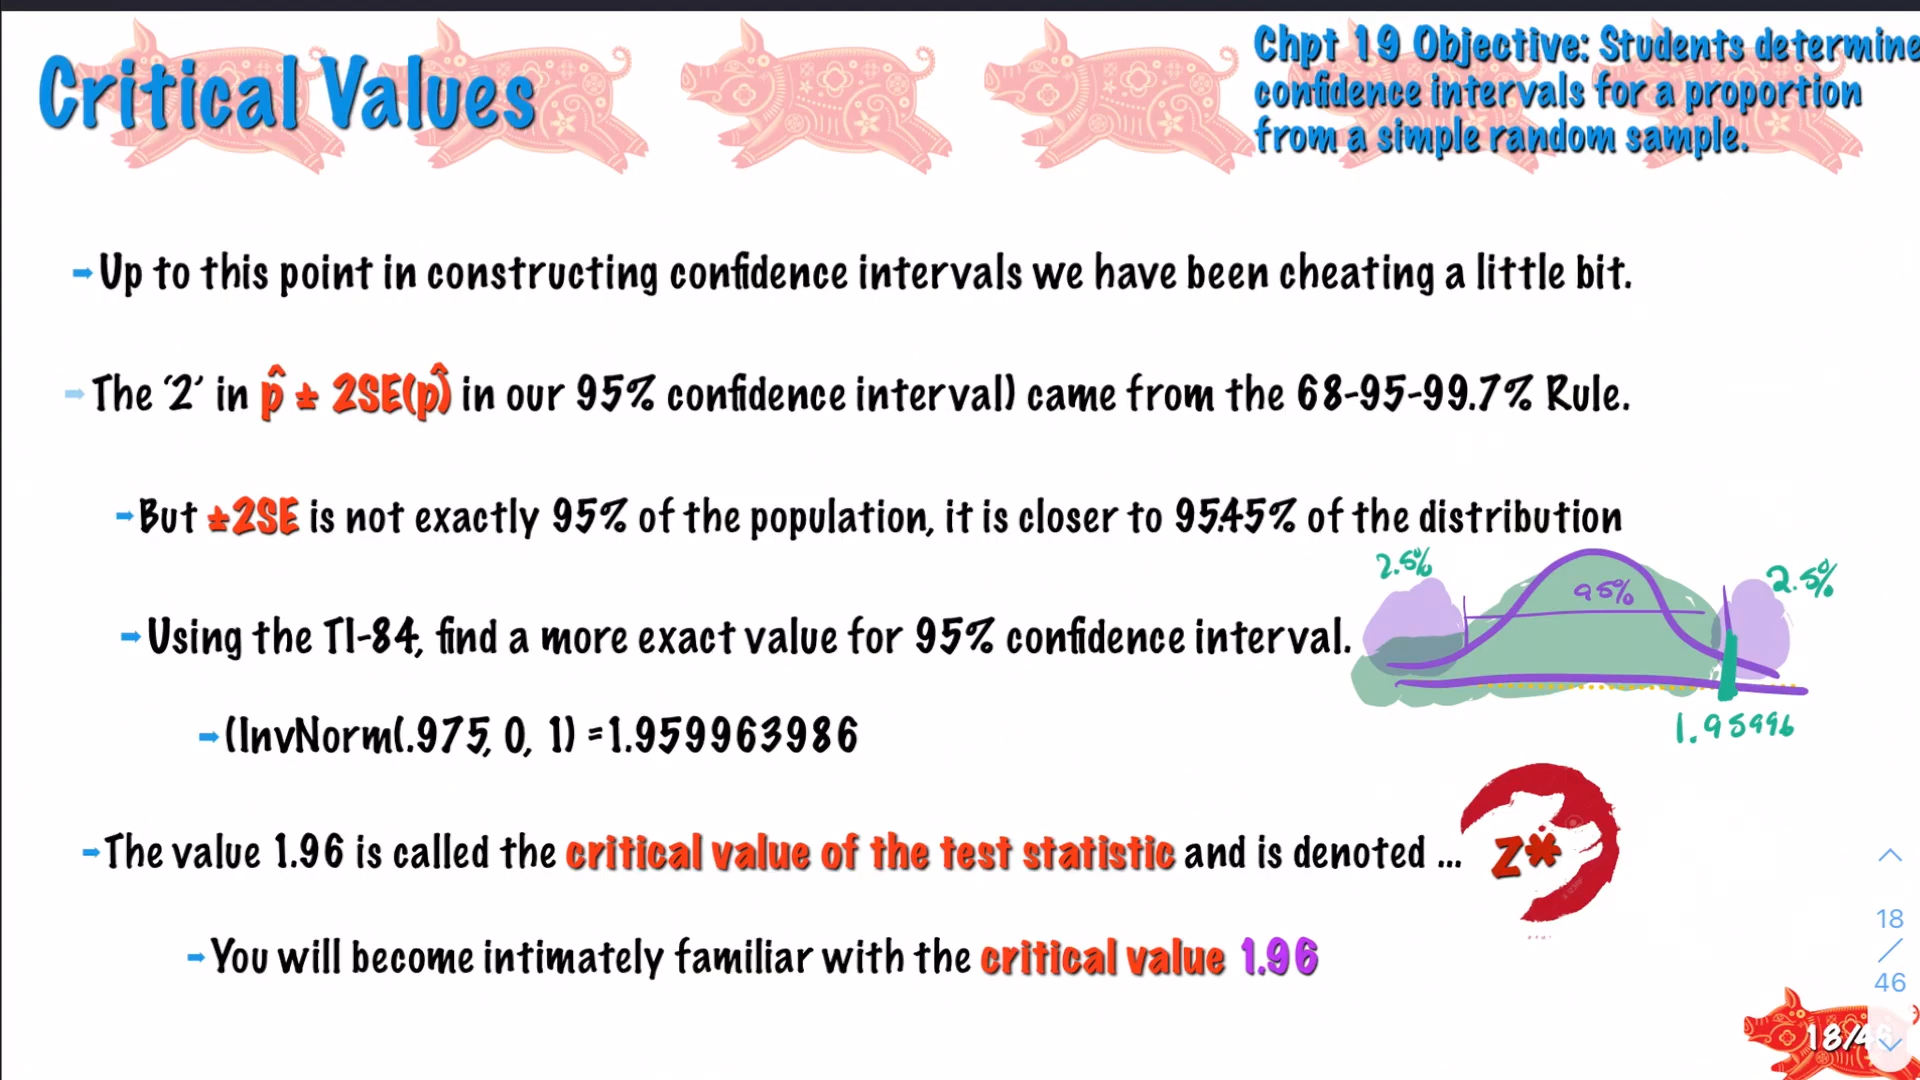 Critical Values
Chpt 19 Objective: Students determine
confidence intervals for a proportion
from a simple random sample.
Up to this point in constructing confidence intervals we have been cheating a little bit.
The ‘2’ in p̂ ± 2SE(p̂) in our 95% confidence interval) came from the 68-95-99.7% Rule.
But ±2SE is not exactly 95% of the population, it is closer to 95.45% of the distribution
2.5%
95%
2.5%
Using the TI-84, find a more exact value for 95% confidence interval.
(InvNorm(.975, 0, 1) =1.959963986
1.95996
The value 1.96 is called the critical value of the test statistic and is denoted ... z*
You will become intimately familiar with the critical value 1.96
18
/
46
18/46